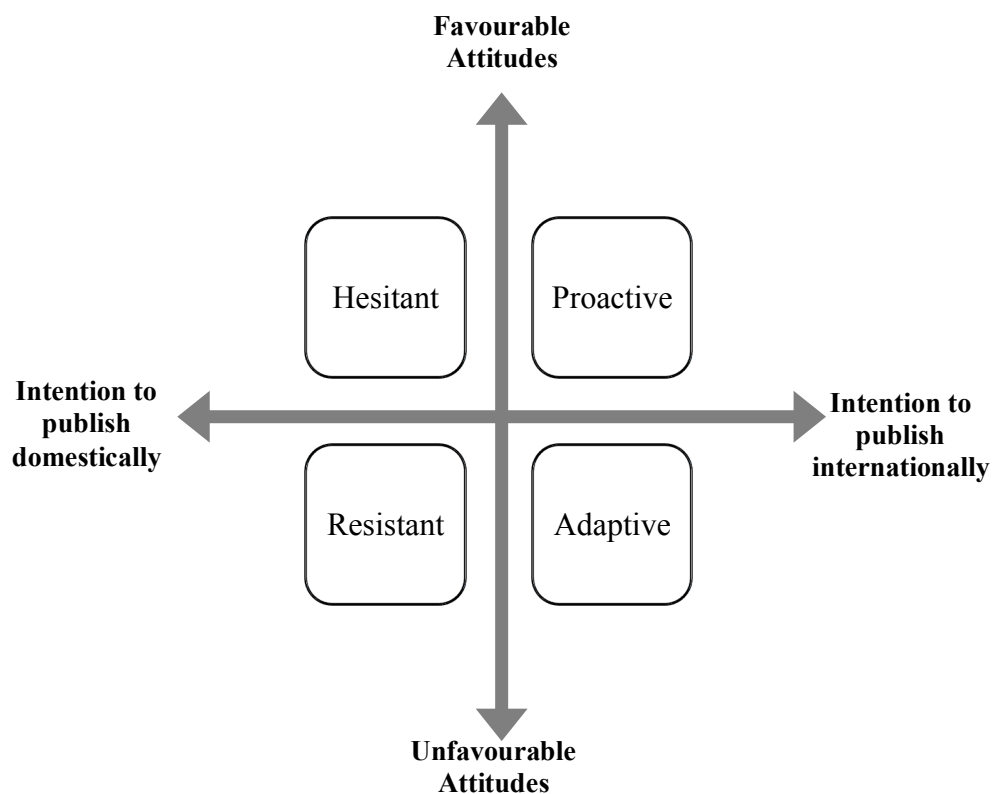 Favourable
Attitudes
Hesitant
Proactive
Intention to
publish
domestically
Intention to
publish
internationally
Resistant
Adaptive
Unfavourable
Attitudes